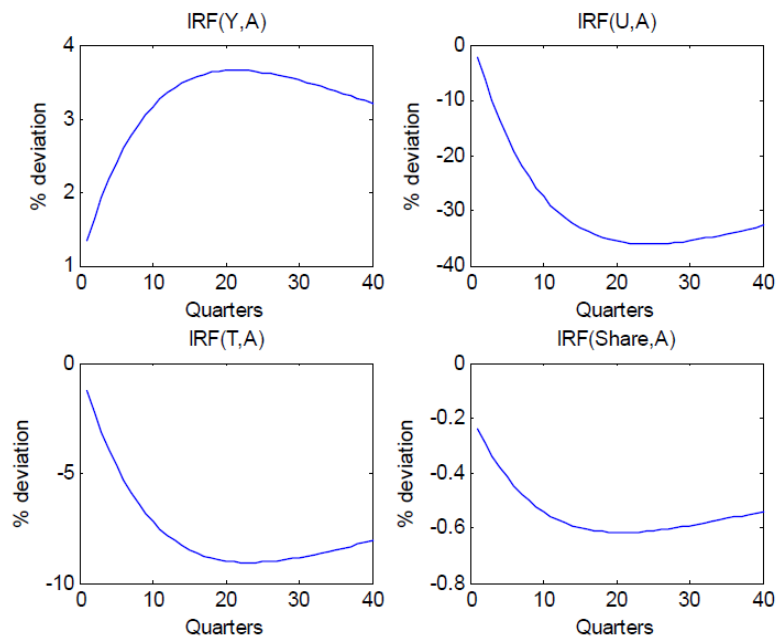 IRF(Y,A)
% deviation
4
3
2
1
0 10 20 30 40
Quarters
IRF(U,A)
% deviation
0
-10
-20
-30
-40
0 10 20 30 40
Quarters
IRF(T,A)
% deviation
0
-5
-10
0 10 20 30 40
Quarters
IRF(Share,A)
% deviation
0
-0.2
-0.4
-0.6
-0.8
0 10 20 30 40
Quarters